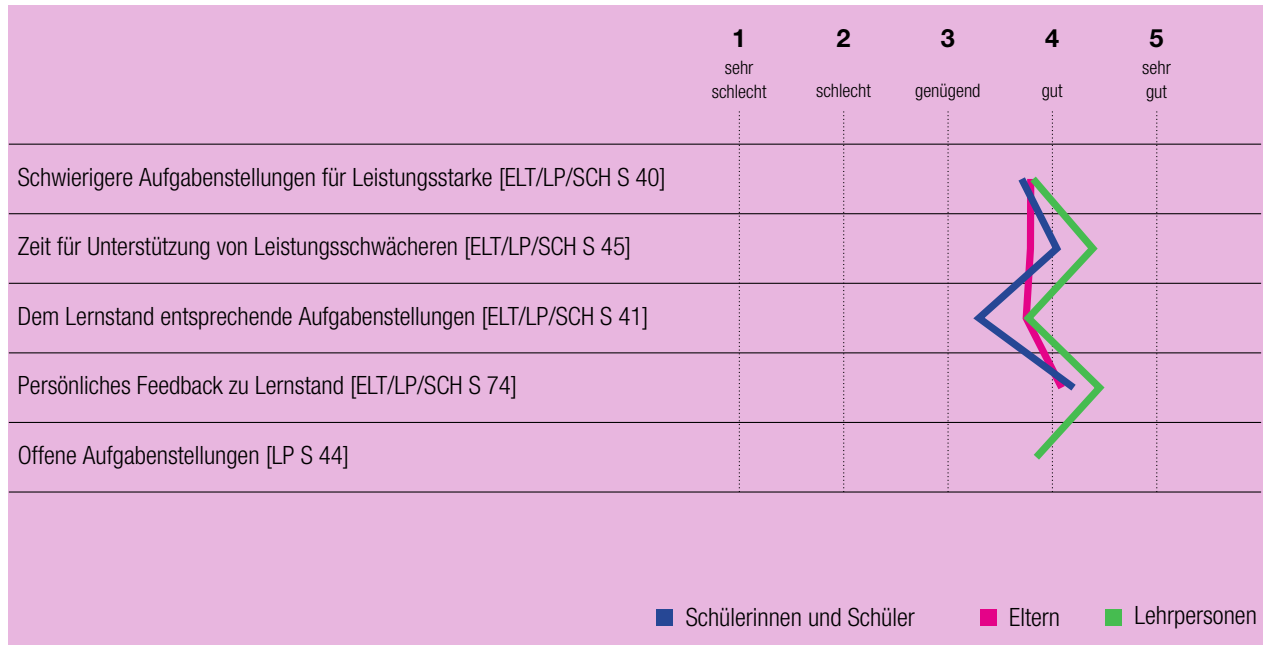 1 2 3 4 5
sehr schlecht schlecht genügend gut sehr gut
Schwierigere Aufgabenstellungen für Leistungsstarke [ELT/LP/SCH S 40]
Zeit für Unterstützung von Leistungsschwächeren [ELT/LP/SCH S 45]
Dem Lernstand entsprechende Aufgabenstellungen [ELT/LP/SCH S 41]
Persönliches Feedback zu Lernstand [ELT/LP/SCH S 74]
Offene Aufgabenstellungen [LP S 44]
Schülerinnen und Schüler Eltern Lehrpersonen